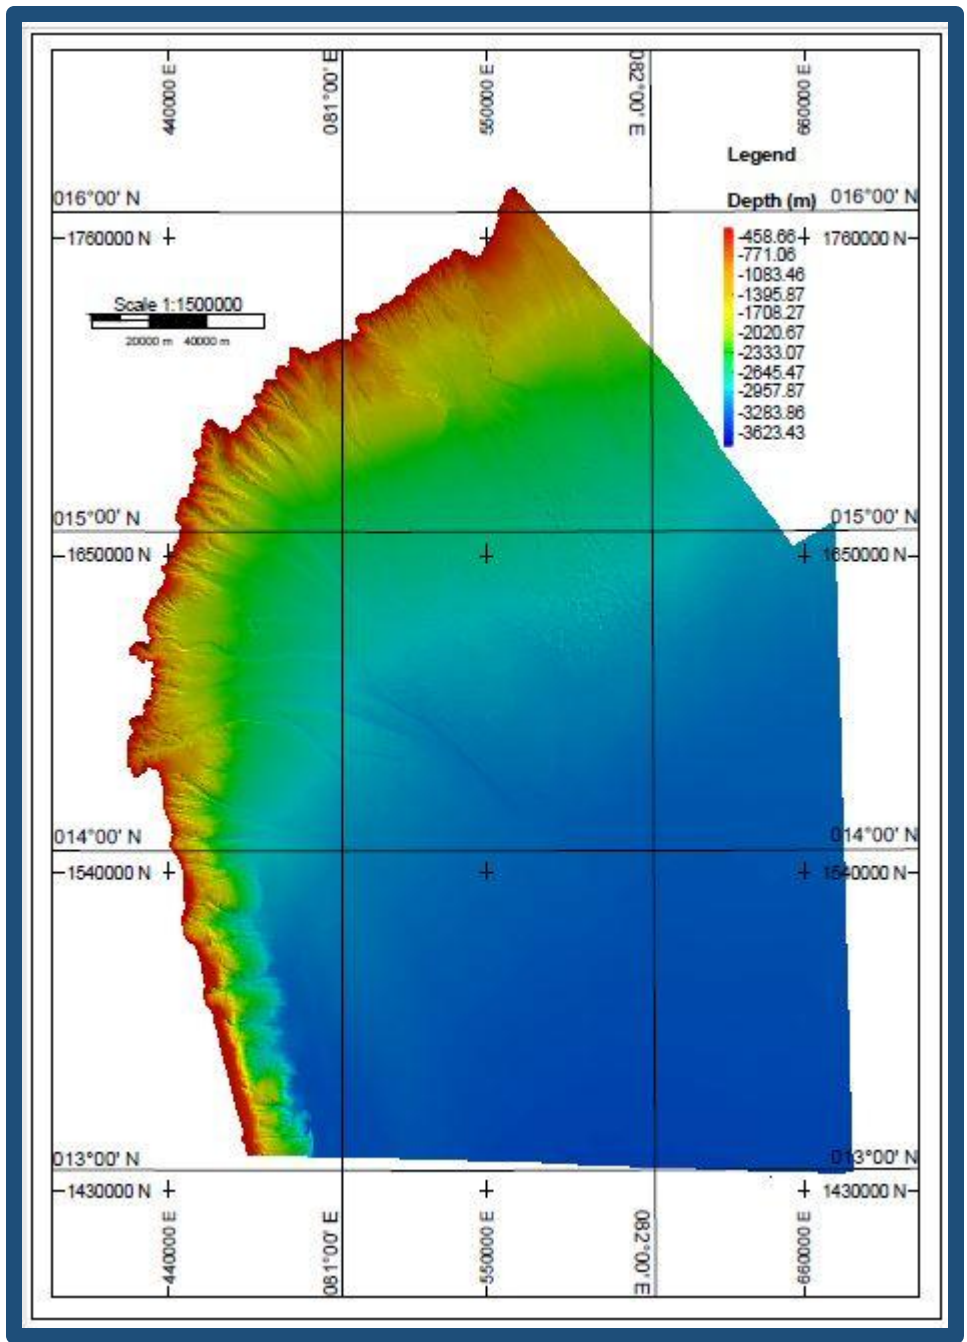 440000 E
081°00' E
550000 E
082°00' E
660000 E
Legend
Depth (m)
016°00' N
016°00' N
1760000 N
1760000 N
-458.66
-771.06
-1083.46
-1395.87
-1708.27
-2020.67
-2333.07
-2645.47
-2957.87
-3283.86
-3623.43
Scale 1:1500000
20000 m 40000 m
015°00' N
015°00' N
1650000 N
1650000 N
014°00' N
014°00' N
1540000 N
1540000 N
013°00' N
013°00' N
1430000 N
1430000 N
440000 E
081°00' E
550000 E
082°00' E
660000 E